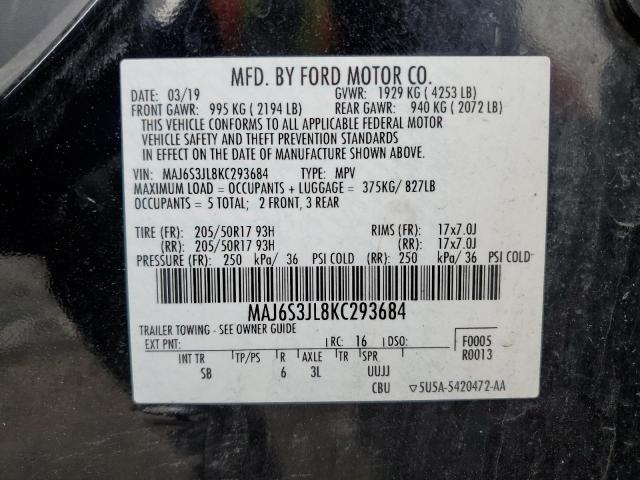 MFD. BY FORD MOTOR CO.
DATE: 03/19 GVWR: 1929 KG ( 4253 LB)
FRONT GAWR: 995 KG ( 2194 LB) REAR GAWR: 940 KG ( 2072 LB)
THIS VEHICLE CONFORMS TO ALL APPLICABLE FEDERAL MOTOR
VEHICLE SAFETY AND THEFT PREVENTION STANDARDS
IN EFFECT ON THE DATE OF MANUFACTURE SHOWN ABOVE.
VIN: MAJ6S3JL8KC293684 TYPE: MPV
MAXIMUM LOAD = OCCUPANTS + LUGGAGE = 375KG/ 827LB
OCCUPANTS = 5 TOTAL; 2 FRONT, 3 REAR
TIRE (FR): 205/50R17 93H RIMS (FR): 17x7.0J
(RR): 205/50R17 93H (RR): 17x7.0J
PRESSURE (FR): 250 kPa/ 36 PSI COLD (RR): 250 kPa/ 36 PSI COLD
MAJ6S3JL8KC293684
TRAILER TOWING - SEE OWNER GUIDE
EXT PNT: RC: 16 DSO: F0005
R0013
INT TR TP/PS R AXLE TR SPR
SB 6 3L UUJJ
CBU ▽5U5A-5420472-AA